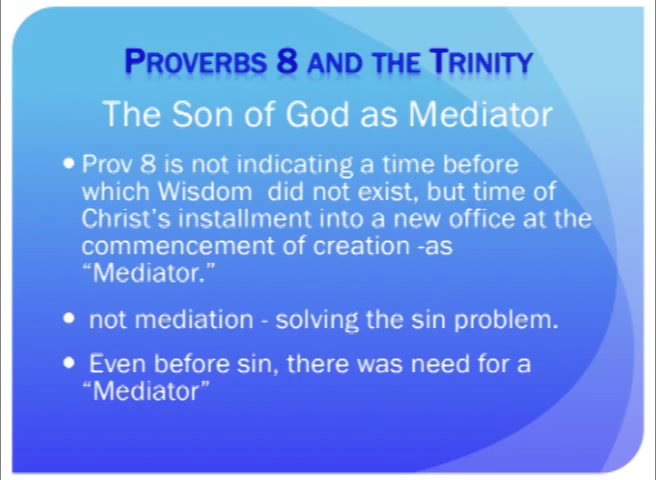 PROVERBS 8 AND THE TRINITY
The Son of God as Mediator
• Prov 8 is not indicating a time before
which Wisdom did not exist, but time of
Christ's installment into a new office at the
commencement of creation -as
“Mediator.”
• not mediation - solving the sin problem.
• Even before sin, there was need for a
“Mediator”